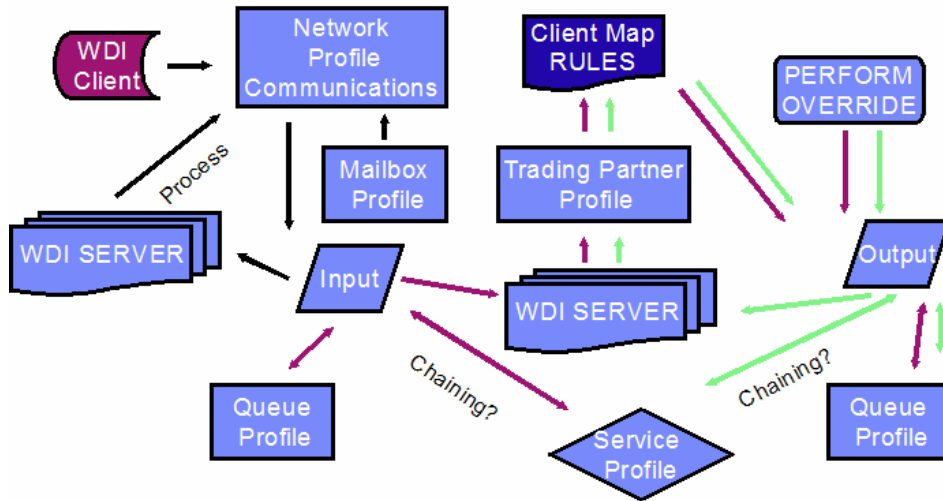 WDI
Client
Network
Profile
Communications
Client Map
RULES
PERFORM
OVERRIDE
Process
Mailbox
Profile
Trading Partner
Profile
WDI SERVER
Input
WDI SERVER
Output
Chaining?
Chaining?
Queue
Profile
Service
Profile
Queue
Profile